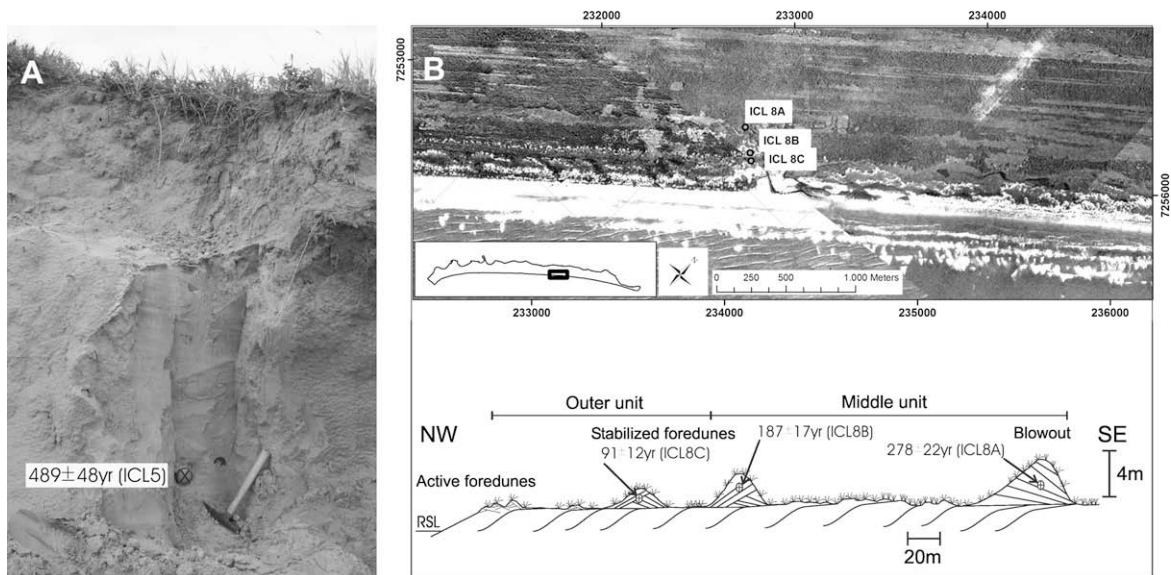 A
489±48yr (ICL5)
232000 233000 234000
7253000
B
ICL 8A
ICL 8B
ICL 8C
7256000
0 250 500 1.000 Meters
233000 234000 235000 236000
Outer unit Middle unit
NW SE
Stabilized foredunes
91±12yr (ICL8C)
187±17yr (ICL8B)
Blowout
278±22yr (ICL8A)
Active foredunes
4m
RSL
20m